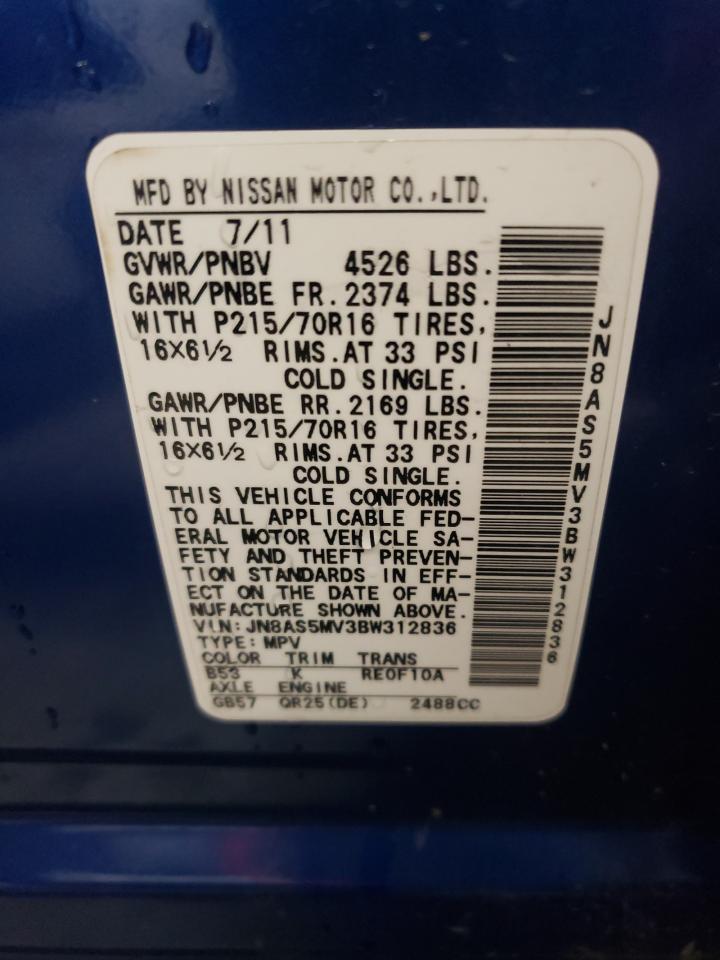 MFD BY NISSAN MOTOR CO.,LTD.
DATE 7/11
GVWR/PNBV 4526 LBS.
GAWR/PNBE FR. 2374 LBS.
WITH P215/70R16 TIRES,
16X6½ RIMS. AT 33 PSI
COLD SINGLE.
GAWR/PNBE RR. 2169 LBS.
WITH P215/70R16 TIRES,
16X6½ RIMS. AT 33 PSI
COLD SINGLE.
THIS VEHICLE CONFORMS
TO ALL APPLICABLE FED-
ERAL MOTOR VEHICLE SA-
FETY AND THEFT PREVEN-
TION STANDARDS IN EFF-
ECT ON THE DATE OF MA-
NUFACTURE SHOWN ABOVE.
VIN: JN8AS5MV3BW312836
TYPE: MPV
COLOR TRIM TRANS
B53 K RE0F10A
AXLE ENGINE
GB57 QR25(DE) 2488CC
JN8AS5MV3BW312836